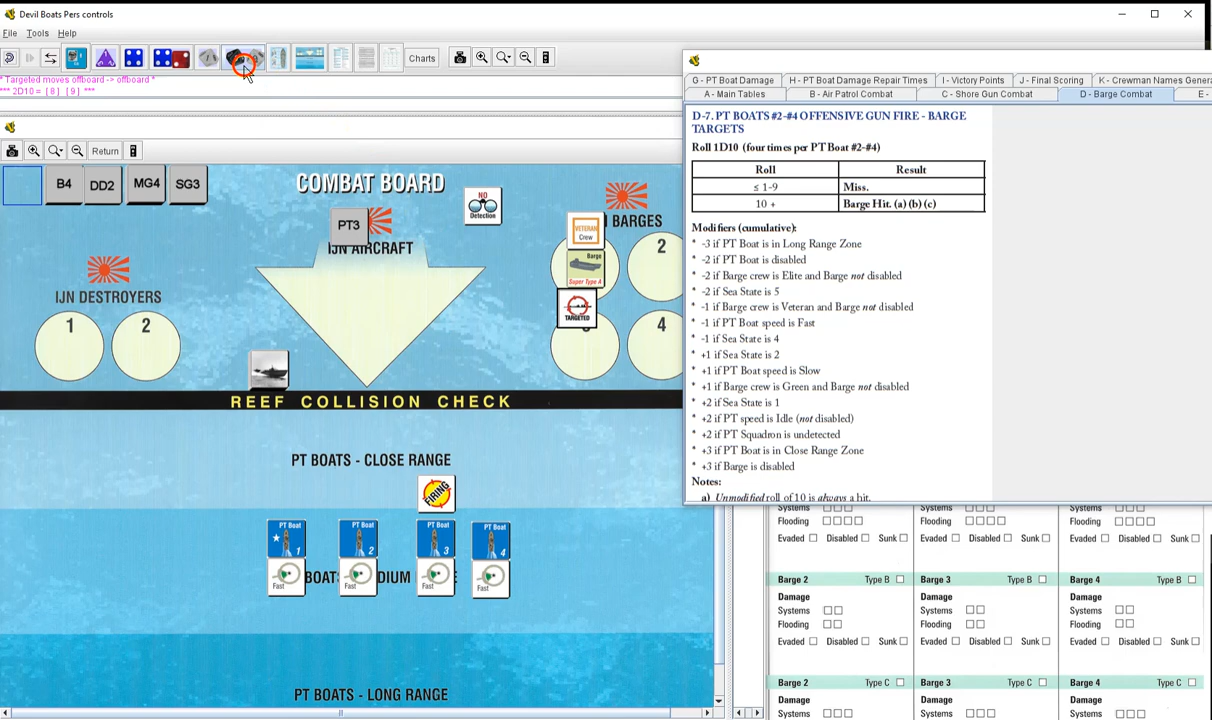 Devil Boats Pers controls
File Tools Help
Charts
* Targeted moves offboard -> offboard *
*** 2D10 = [ 8 ] [ 9 ] ***
Return
B4
DD2
MG4
SG3
COMBAT BOARD
NO
Detection
PT3
IJN AIRCRAFT
BARGES
VETERAN
Crew
2
Barge
Super Type A
TARGETED
4
IJN DESTROYERS
1
2
REEF COLLISION CHECK
PT BOATS - CLOSE RANGE
FIRING
PT Boat
1
PT Boat
2
PT Boat
3
PT Boat
4
Fast
Fast
Fast
Fast
PT BOATS - LONG RANGE
G - PT Boat Damage
H - PT Boat Damage Repair Times
I - Victory Points
J - Final Scoring
K - Crewman Names Genera
A - Main Tables
B - Air Patrol Combat
C - Shore Gun Combat
D - Barge Combat
E -
D-7. PT BOATS #2-#4 OFFENSIVE GUN FIRE - BARGE
TARGETS
Roll 1D10 (four times per PT Boat #2-#4)
Roll Result
≤ 1-9 Miss.
10 + Barge Hit. (a) (b) (c)
Modifiers (cumulative):
* -3 if PT Boat is in Long Range Zone
* -2 if PT Boat is disabled
* -2 if Barge crew is Elite and Barge not disabled
* -2 if Sea State is 5
* -1 if Barge crew is Veteran and Barge not disabled
* -1 if PT Boat speed is Fast
* -1 if Sea State is 4
* +1 if Sea State is 2
* +1 if PT Boat speed is Slow
* +1 if Barge crew is Green and Barge not disabled
* +2 if Sea State is 1
* +2 if PT speed is Idle (not disabled)
* +2 if PT Squadron is undetected
* +3 if PT Boat is in Close Range Zone
* +3 if Barge is disabled
Notes:
a) Unmodified roll of 10 is always a hit.
Systems Systems Systems
Flooding Flooding Flooding
Evaded Disabled Sunk Evaded Disabled Sunk Evaded Disabled Sunk
Barge 2 Type B Barge 3 Type B Barge 4 Type B
Damage Damage Damage
Systems Systems Systems
Flooding Flooding Flooding
Evaded Disabled Sunk Evaded Disabled Sunk Evaded Disabled Sunk
Barge 2 Type C Barge 3 Type C Barge 4 Type C
Damage Damage Damage
Systems Systems Systems